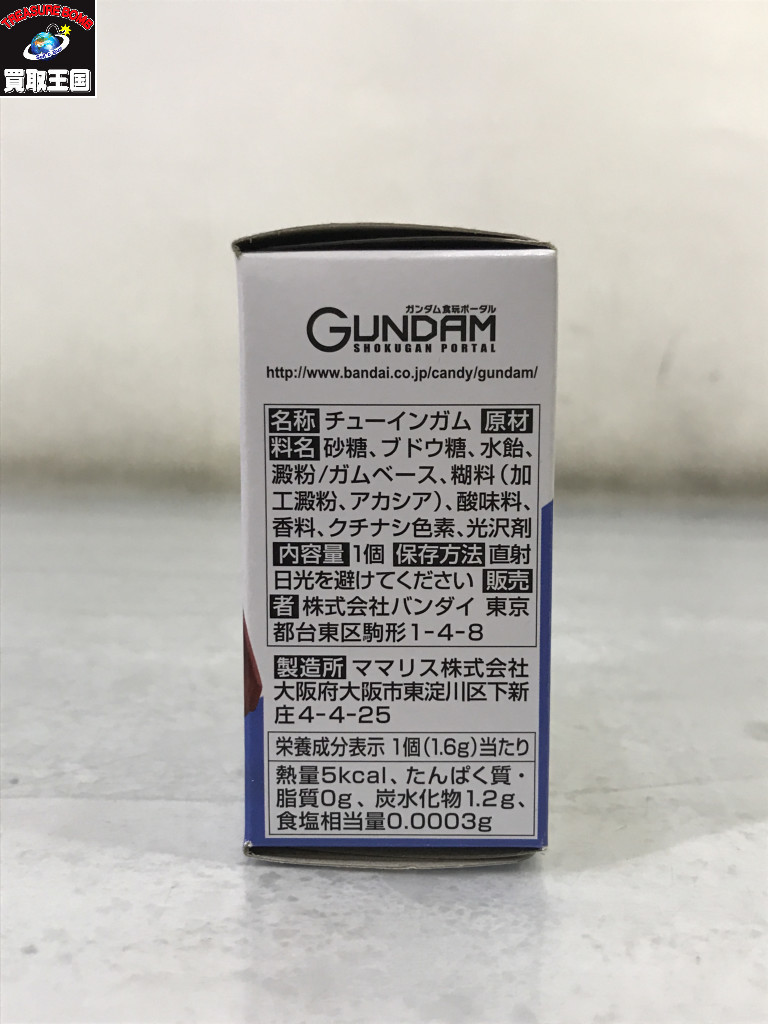 TREASURE BOMB
買取王国
ガンダム食玩ポータル
GUNDAM
SHOKUGAN PORTAL
http://www.bandai.co.jp/candy/gundam/
名称 チューインガム 原材
料名 砂糖、ブドウ糖、水飴、
澱粉/ガムベース、糊料(加
工澱粉、アカシア)、酸味料、
香料、クチナシ色素、光沢剤
内容量 1個 保存方法 直射
日光を避けてください 販売
者 株式会社バンダイ 東京
都台東区駒形1-4-8
製造所 ママリス株式会社
大阪府大阪市東淀川区下新
庄4-4-25
栄養成分表示 1個(1.6g)当たり
熱量5kcal、たんぱく質・
脂質0g、炭水化物1.2g、
食塩相当量0.0003g